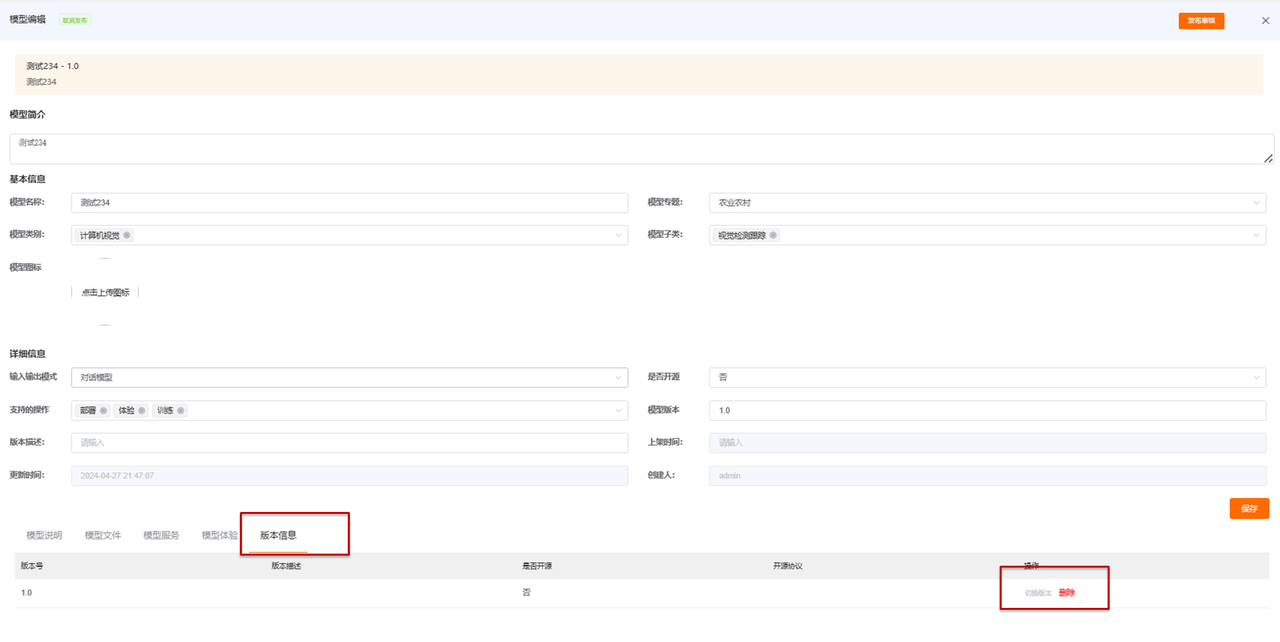 模型编辑 取消发布 发布审核
测试234 - 1.0
测试234
模型简介
测试234
基本信息
模型名称: 测试234 模型专题: 农业农村
模型类别: 计算机视觉 模型子类: 视觉检测跟踪
模型图标
点击上传图标
详细信息
输入输出模式 对话模型 是否开源 否
支持的操作 部署 体验 训练 模型版本 1.0
版本描述: 请输入 上架时间: 请输入
更新时间: 2024-04-27 21:47:07 创建人: admin
保存
模型说明 模型文件 模型服务 模型体验 版本信息
版本号 版本描述 是否开源 开源协议 操作
1.0 否 切换版本 删除